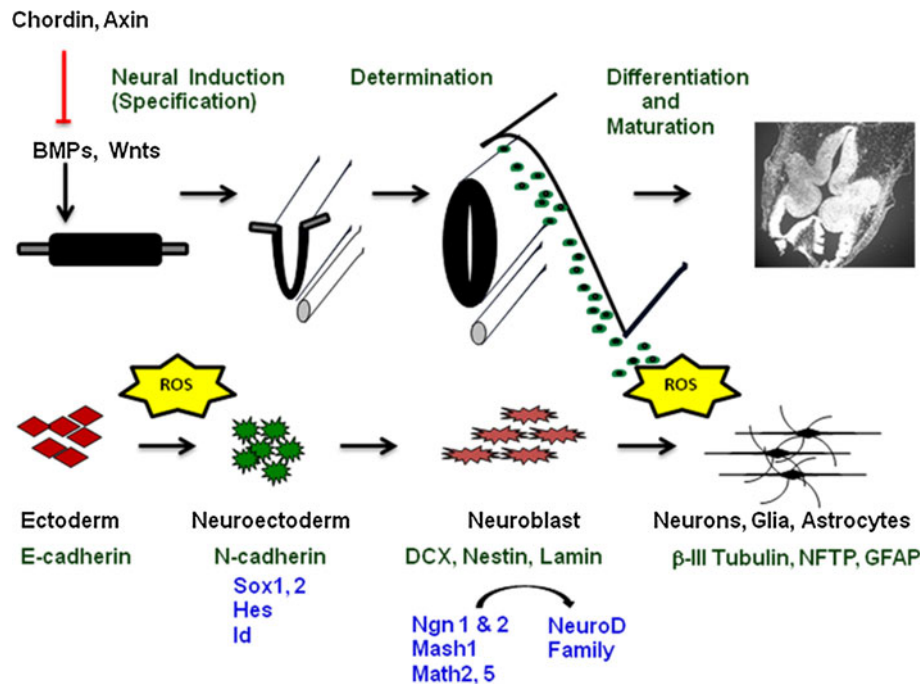 Chordin, Axin
Neural Induction
(Specification)
Determination
Differentiation
and
Maturation
BMPs, Wnts
ROS
ROS
Ectoderm
Neuroectoderm
Neuroblast
Neurons, Glia, Astrocytes
E-cadherin
N-cadherin
DCX, Nestin, Lamin
β-III Tubulin, NFTP, GFAP
Sox1, 2
Hes
Id
Ngn 1 & 2
Mash1
Math2, 5
NeuroD
Family